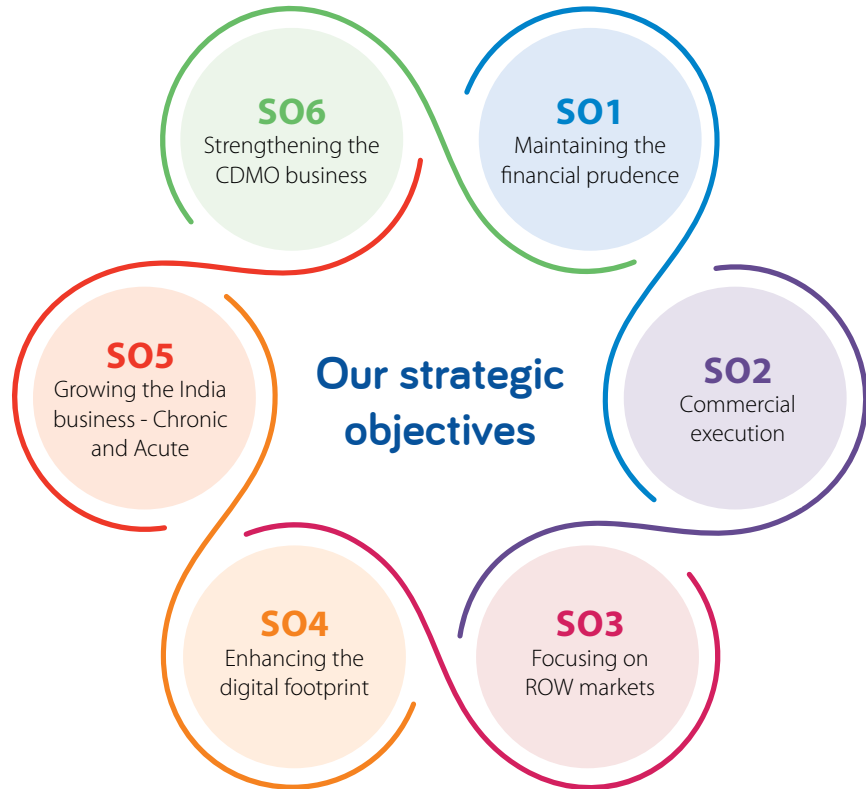 Our strategic
objectives
SO1
Maintaining the
financial prudence
SO2
Commercial
execution
SO3
Focusing on
ROW markets
SO4
Enhancing the
digital footprint
SO5
Growing the India
business - Chronic
and Acute
SO6
Strengthening the
CDMO business